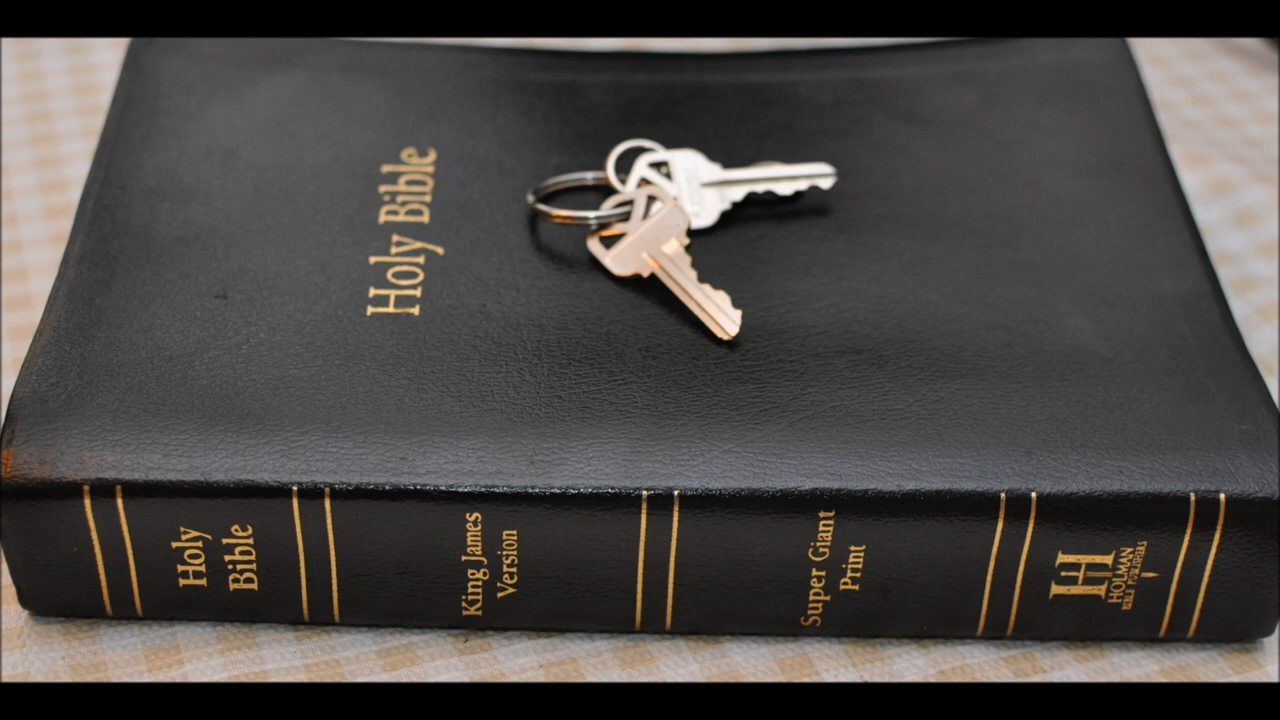 Holy Bible
Holy
Bible
King James
Version
Super Giant
Print
HOLMAN
BIBLE PUBLISHERS